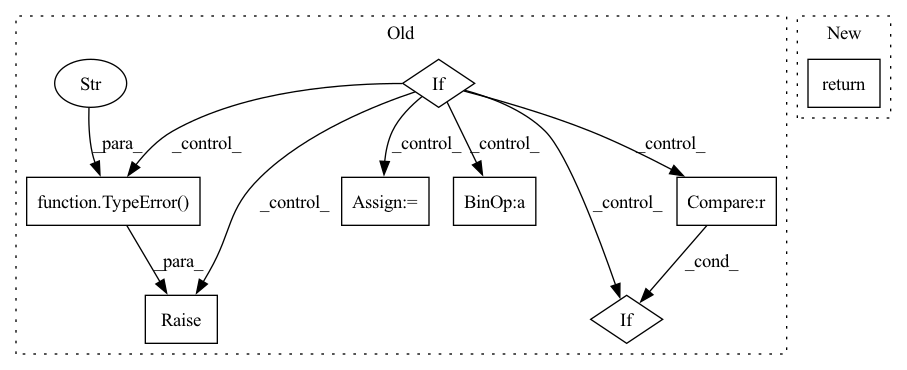 Old
New
Str
If
return
_para_
_control_
_control_
_control_
_control_
function.TypeError()
_control_
Assign:=
BinOp:a
_control_
Compare:r
_para_
_cond_
Raise
If